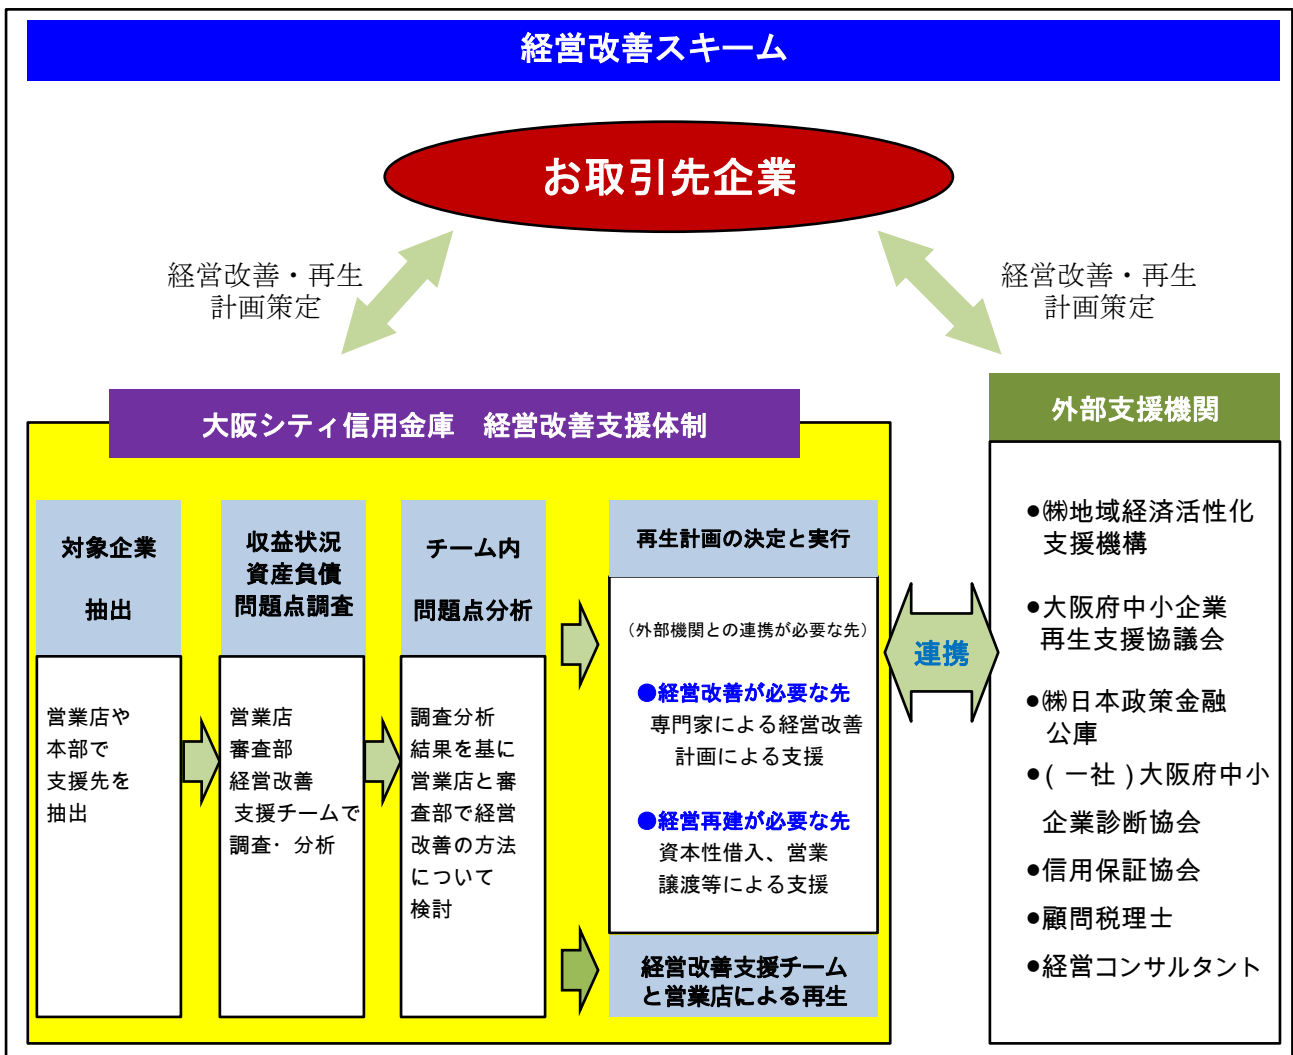 経営改善スキーム
お取引先企業
経営改善・再生
計画策定
経営改善・再生
計画策定
大阪シティ信用金庫　経営改善支援体制
対象企業
抽出
営業店や
本部で
支援先を
抽出
収益状況
資産負債
問題点調査
営業店
審査部
経営改善
支援チームで
調査・分析
チーム内
問題点分析
調査分析
結果を基に
営業店と審
査部で経営
改善の方法
について
検討
再生計画の決定と実行
（外部機関との連携が必要な先）
●経営改善が必要な先
専門家による経営改善
計画による支援
●経営再建が必要な先
資本性借入、営業
譲渡等による支援
経営改善支援チーム
と営業店による再生
連携
外部支援機関
●㈱地域経済活性化
支援機構
●大阪府中小企業
再生支援協議会
●㈱日本政策金融
公庫
●(一社)大阪府中小
企業診断協会
●信用保証協会
●顧問税理士
●経営コンサルタント